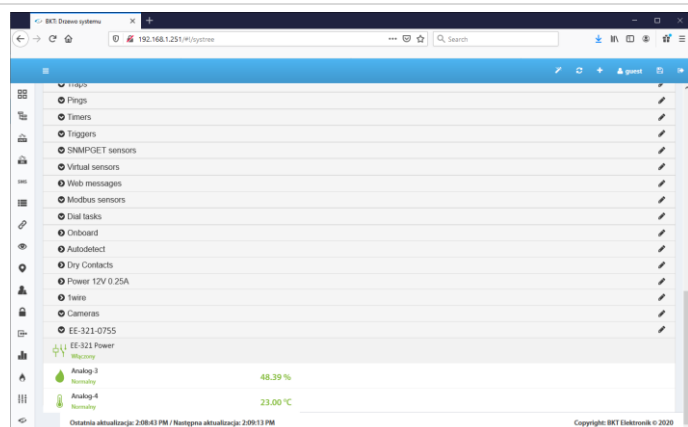 BKT: Drzewo systemu
192.168.1.251/#!/systree
Search
guest
Traps
Pings
Timers
Triggers
SNMPGET sensors
Virtual sensors
Web messages
Modbus sensors
Dial tasks
Onboard
Autodetect
Dry Contacts
Power 12V 0.25A
1wire
Cameras
EE-321-07S5
EE-321 Power
Włączony
Analog-3
Normalny
48.39 %
Analog-4
Normalny
23.00 °C
Ostatnia aktualizacja: 2:08:43 PM / Następna aktualizacja: 2:09:13 PM
Copyright: BKT Elektronik © 2020